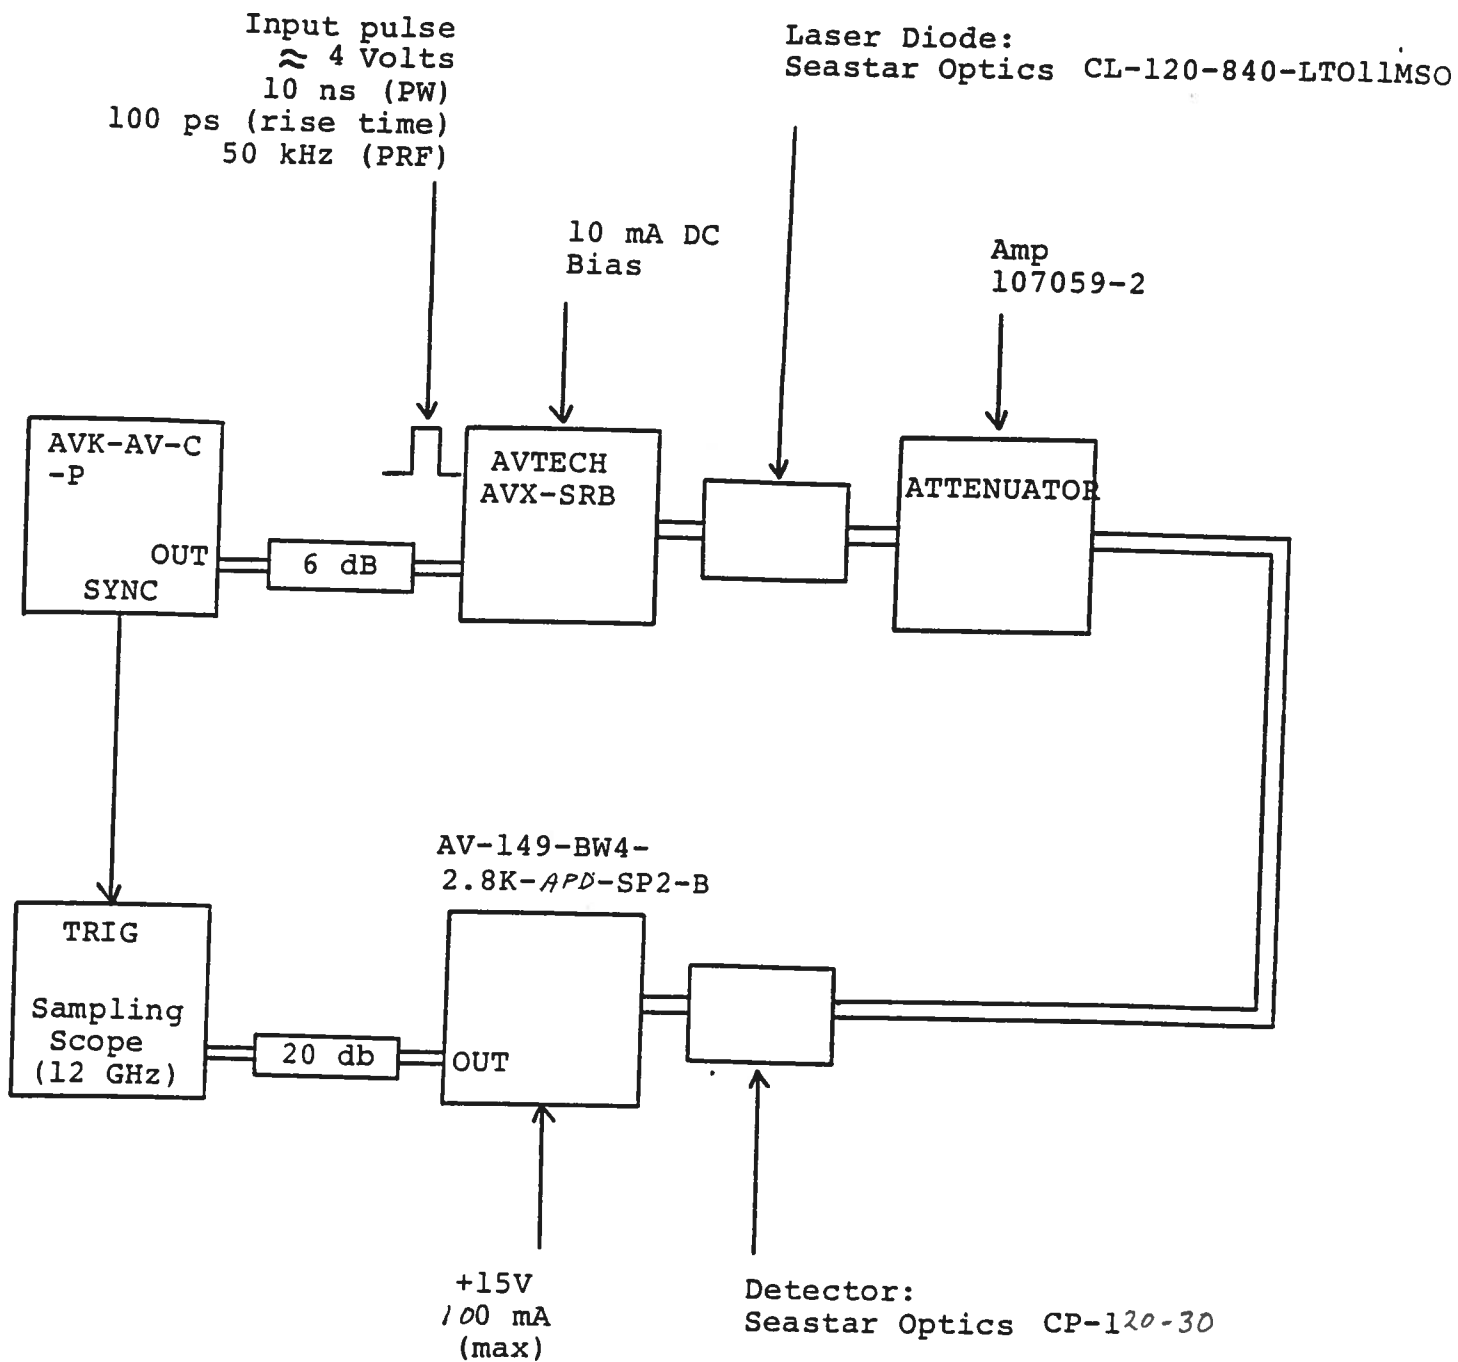 Input pulse
≈ 4 Volts
10 ns (PW)
100 ps (rise time)
50 kHz (PRF)
Laser Diode:
Seastar Optics CL-120-840-LTO11MSO
10 mA DC
Bias
Amp
107059-2
AVK-AV-C
-P
OUT
SYNC
6 dB
AVTECH
AVX-SRB
ATTENUATOR
AV-149-BW4-
2.8K-APD-SP2-B
TRIG
Sampling
Scope
(12 GHz)
20 db
OUT
+15V
100 mA
(max)
Detector:
Seastar Optics CP-120-30